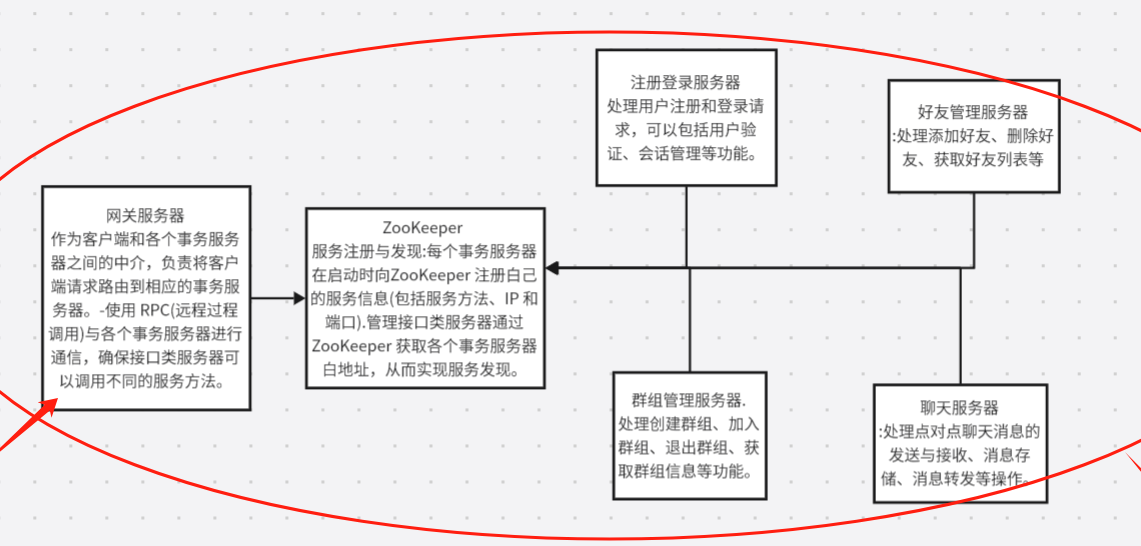 网关服务器
作为客户端和各个事务服务
器之间的中介，负责将客户
端请求路由到相应的事务服
务器。-使用 RPC(远程过程
调用)与各个事务服务器进行
通信，确保接口类服务器可
以调用不同的服务方法。
ZooKeeper
服务注册与发现:每个事务服务器
在启动时向ZooKeeper 注册白己
的服务信息(包括服务方法、IP 和
端口).管理接口类服务器通过
ZooKeeper 获取各个事务服务器
白地址，从而实现服务发现。
注册登录服务器
处理用户注册和登录请
求，可以包括用户验
证、会话管理等功能。
好友管理服务器
:处理添加好友、删除好
友、获取好友列表等
群组管理服务器.
处理创建群组、加入
群组、退出群组、获
取群组信息等功能。
聊天服务器
:处理点对点聊天消息的
发送与接收、消息存
储、消息转发等操作。